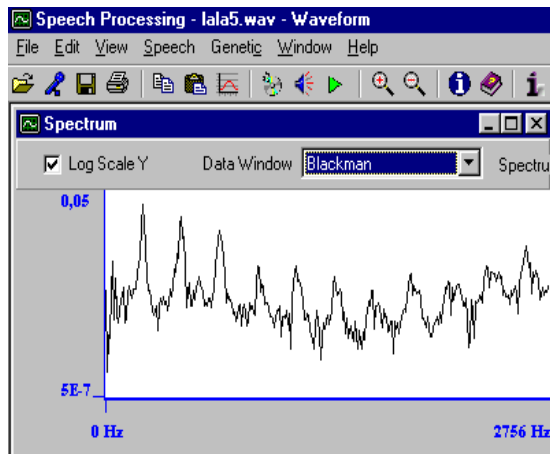 Speech Processing - lala5.wav - Waveform
File Edit View Speech Genetic Window Help
Spectrum
Log Scale Y Data Window Blackman Spectru
0,05
5E-7
0 Hz 2756 Hz